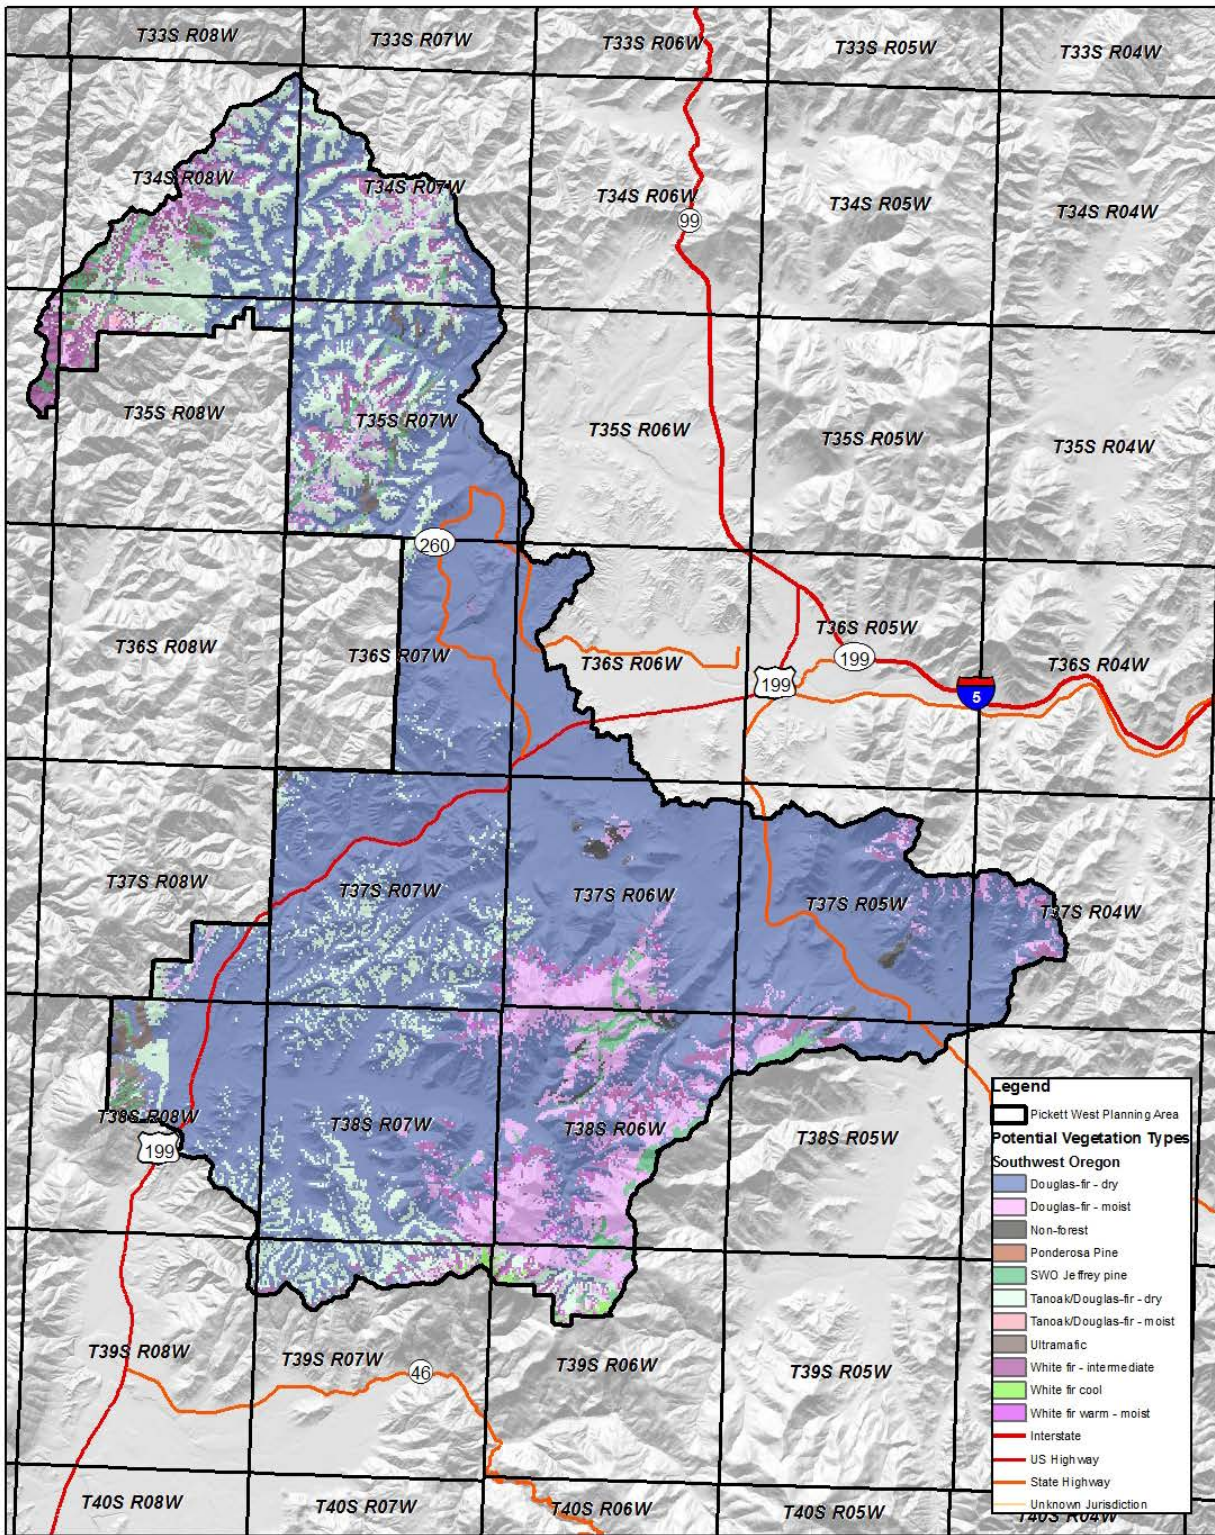 T33S R08W
T33S R07W
T33S R06W
T33S R05W
T33S R04W
T34S R08W
T34S R07W
T34S R06W
T34S R05W
T34S R04W
99
T35S R08W
T35S R07W
T35S R06W
T35S R05W
T35S R04W
260
T36S R08W
T36S R07W
T36S R06W
T36S R05W
T36S R04W
199
199
5
T37S R08W
T37S R07W
T37S R06W
T37S R05W
T37S R04W
T38S R08W
T38S R07W
T38S R06W
T38S R05W
199
T39S R08W
T39S R07W
T39S R06W
T39S R05W
46
T40S R08W
T40S R07W
T40S R06W
T40S R05W
T40S R04W
Legend
Pickett West Planning Area
Potential Vegetation Types
Southwest Oregon
Douglas-fir - dry
Douglas-fir - moist
Non-forest
Ponderosa Pine
SWO Jeffrey pine
Tanoak/Douglas-fir - dry
Tanoak/Douglas-fir - moist
Ultramafic
White fir - intermediate
White fir cool
White fir warm - moist
Interstate
US Highway
State Highway
Unknown Jurisdiction